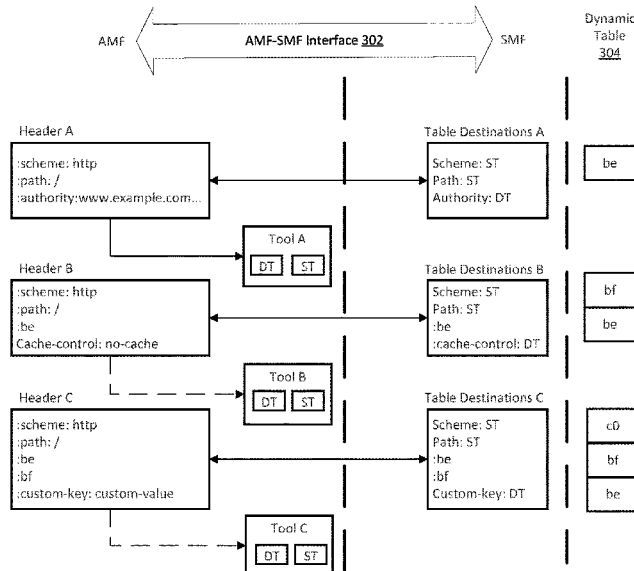 AMF
AMF-SMF Interface 302
SMF
Dynamic
Table
304
Header A
:scheme: http
:path: /
:authority:www.example.com...
Table Destinations A
Scheme: ST
Path: ST
Authority: DT
be
Tool A
DT ST
Header B
:scheme: http
:path: /
:be
Cache-control: no-cache
Table Destinations B
Scheme: ST
Path: ST
:be
:cache-control: DT
bf
be
Tool B
DT ST
Header C
:scheme: http
:path: /
:be
:bf
:custom-key: custom-value
Table Destinations C
Scheme: ST
Path: ST
:be
:bf
Custom-key: DT
c0
bf
be
Tool C
DT ST